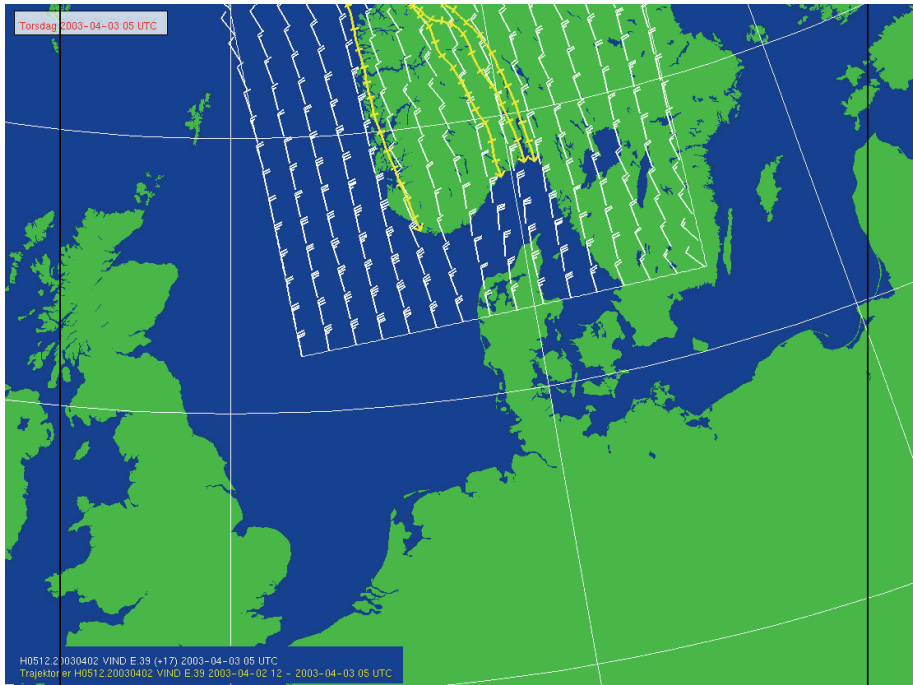 Torsdag 2003-04-03 05 UTC
H0512.20030402 VIND E.39 (+17) 2003-04-03 05 UTC
Trajektorier H0512.20030402 VIND E.39 2003-04-02 12 - 2003-04-03 05 UTC